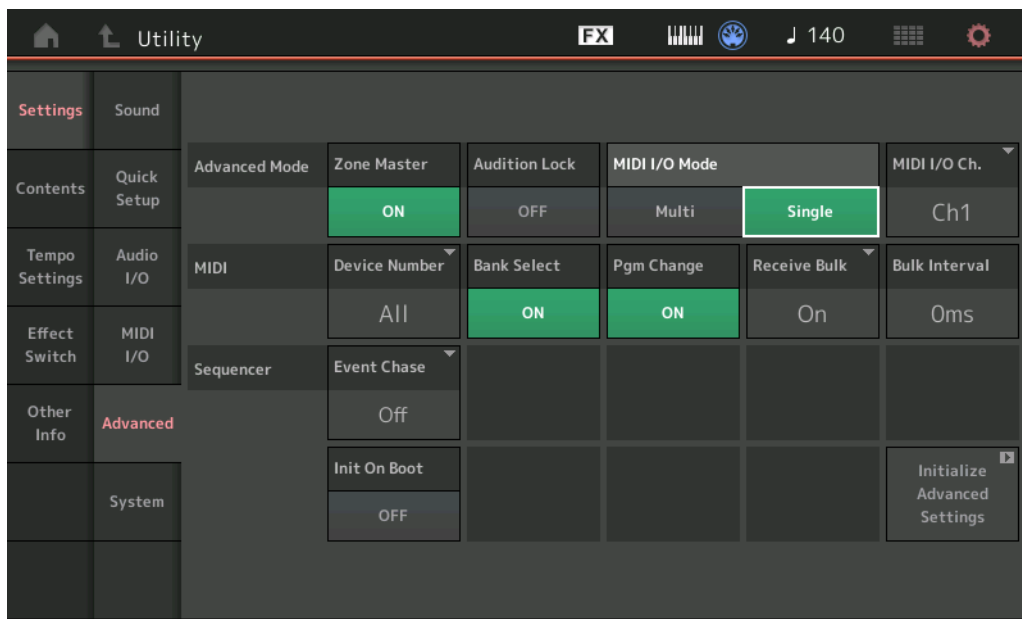 Utility
FX
♩ 140
Settings
Sound
Contents
Quick
Setup
Tempo
Settings
Audio
I/O
Effect
Switch
MIDI
I/O
Other
Info
Advanced
System
Advanced Mode
Zone Master
ON
Audition Lock
OFF
MIDI I/O Mode
Multi
Single
MIDI I/O Ch.
Ch1
MIDI
Device Number
All
Bank Select
ON
Pgm Change
ON
Receive Bulk
On
Bulk Interval
0ms
Sequencer
Event Chase
Off
Init On Boot
OFF
Initialize
Advanced
Settings